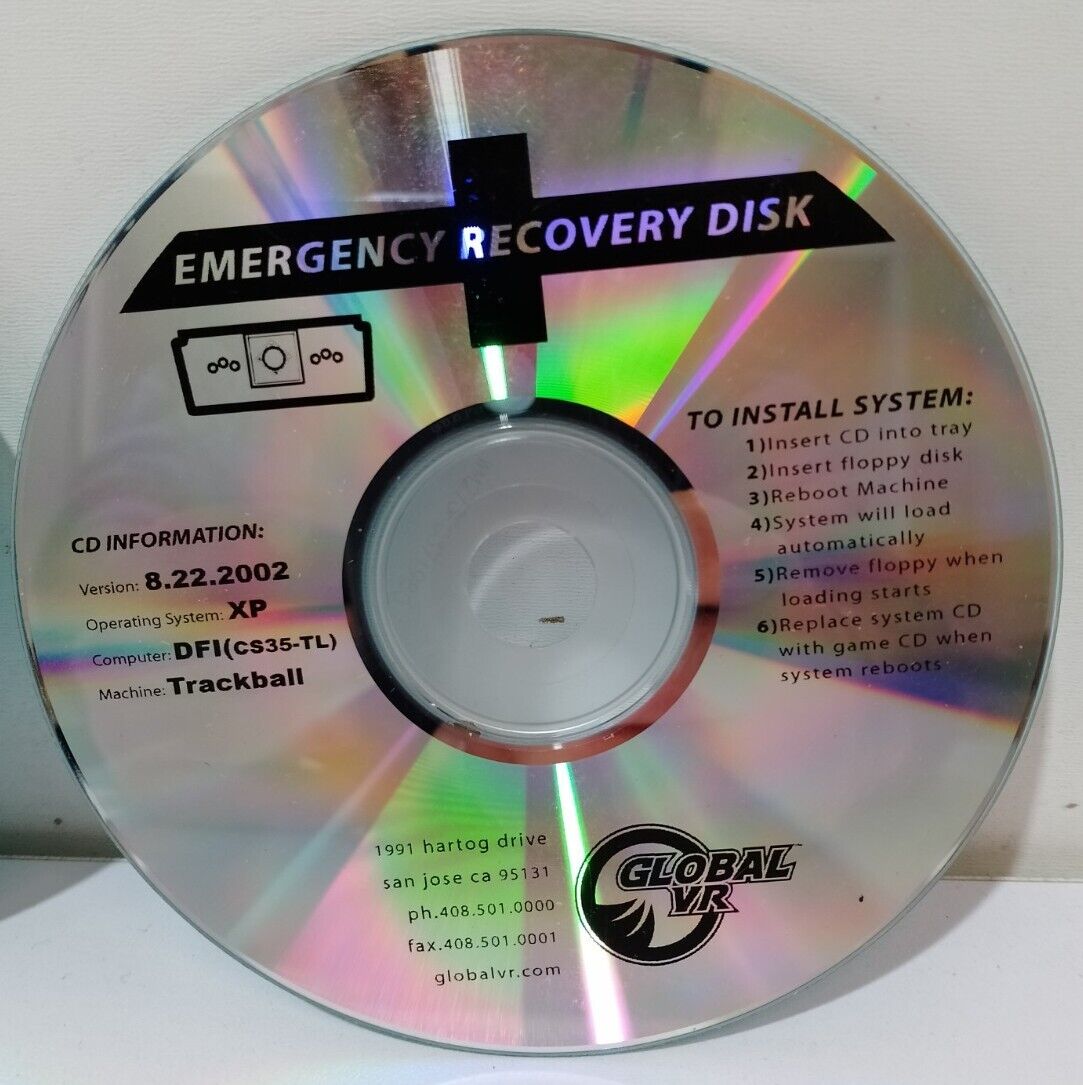 EMERGENCY RECOVERY DISK
TO INSTALL SYSTEM:
1)Insert CD into tray
2)Insert floppy disk
3)Reboot Machine
4)System will load
automatically
5)Remove floppy when
loading starts
6)Replace system CD
with game CD when
system reboots
CD INFORMATION:
Version: 8.22.2002
Operating System: XP
Computer: DFI(CS35-TL)
Machine: Trackball
1991 hartog drive
san jose ca 95131
ph.408.501.0000
fax.408.501.0001
globalvr.com
GLOBAL
VR™